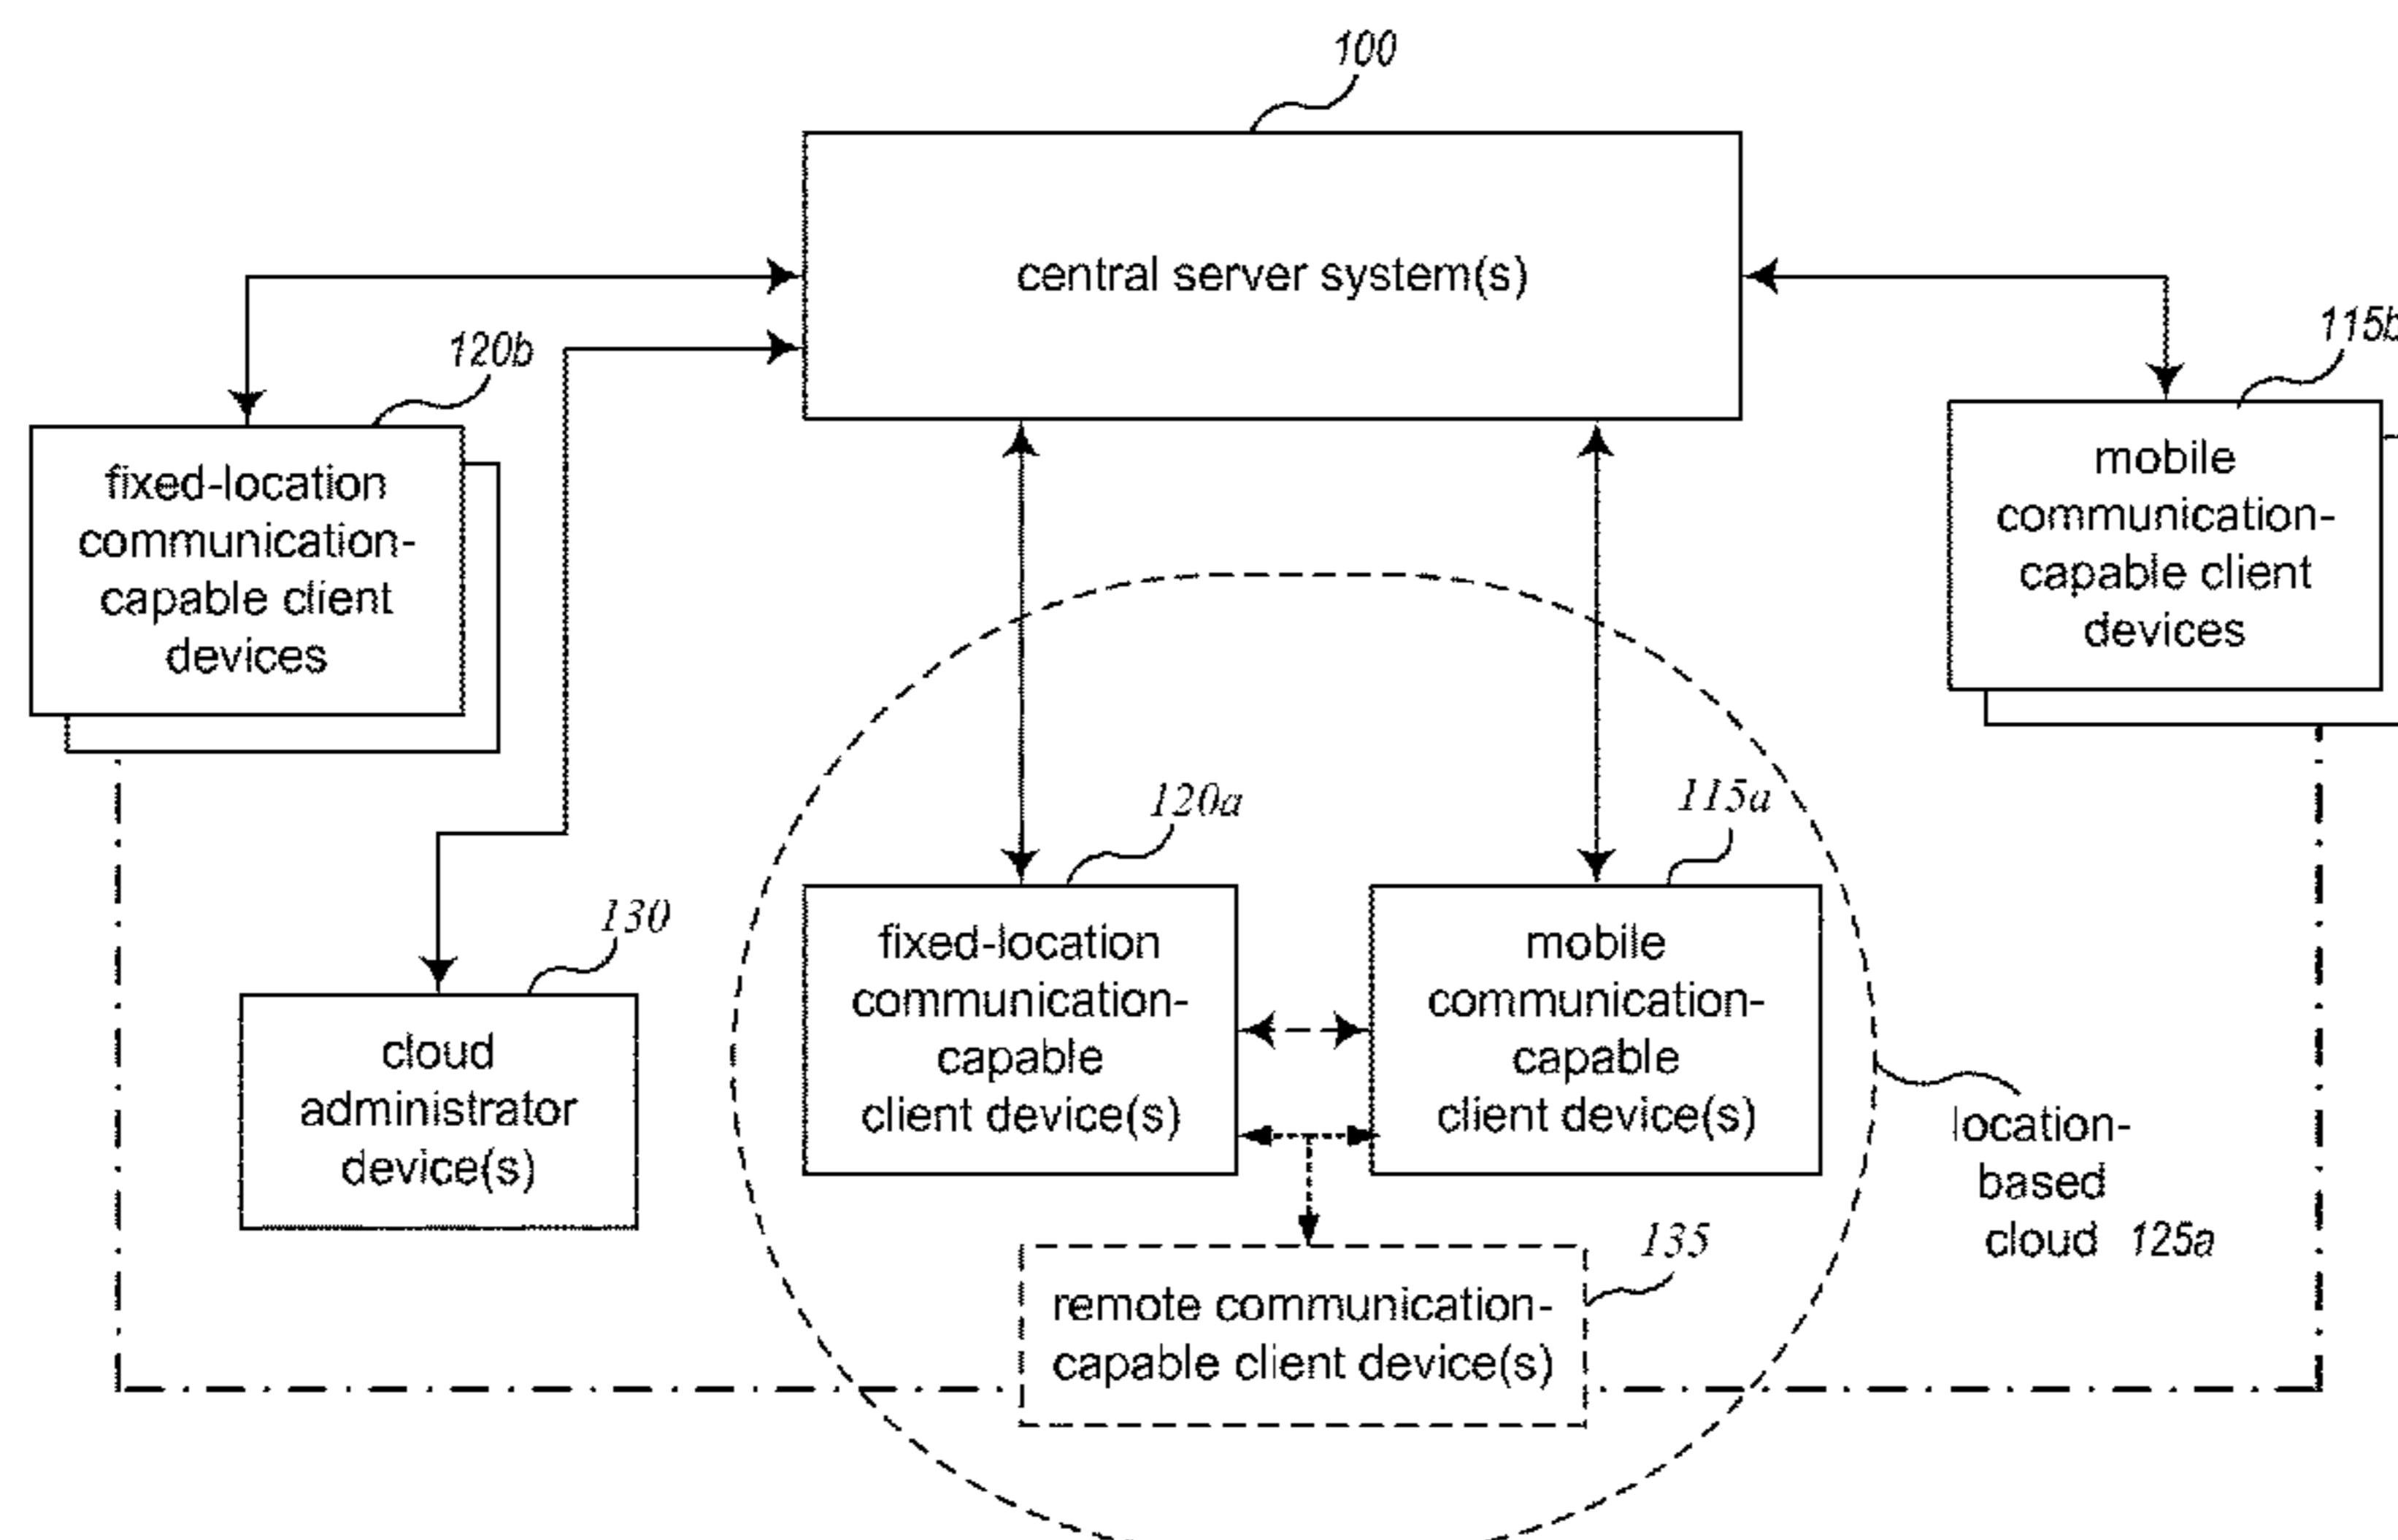 100
central server system(s)
120b
fixed-location
communication-
capable client
devices
115b
mobile
communication-
capable client
devices
120a
fixed-location
communication-
capable
client device(s)
115a
mobile
communication-
capable
client device(s)
130
cloud
administrator
device(s)
135
remote communication-
capable client device(s)
location-
based
cloud 125a